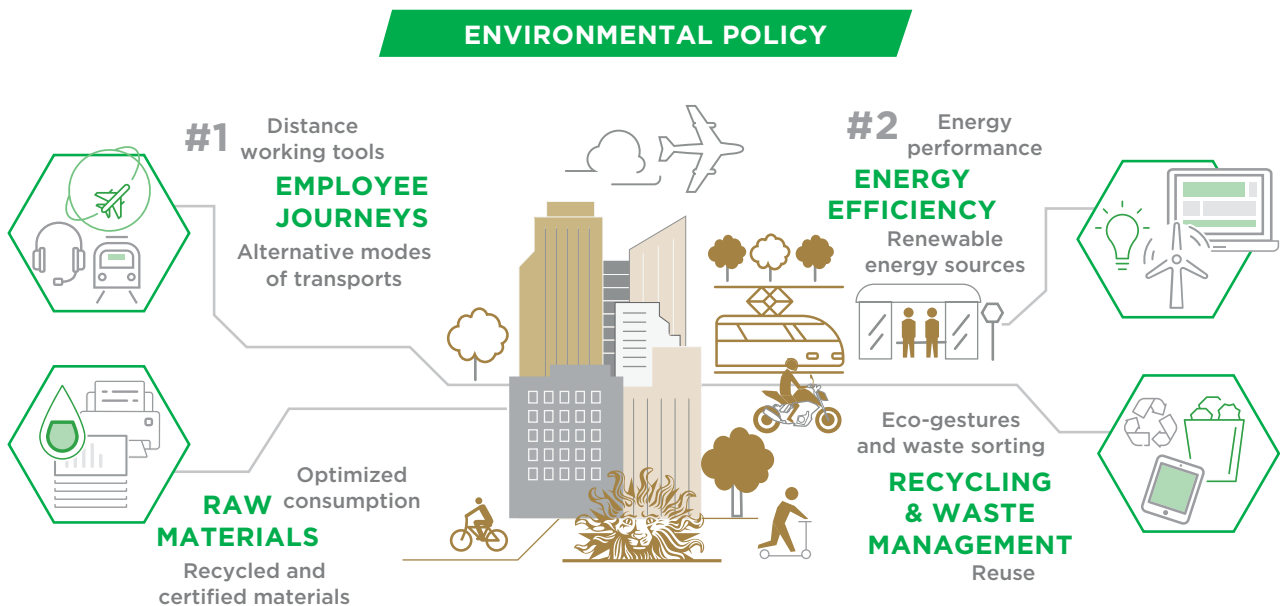 ENVIRONMENTAL POLICY
#1
Distance
working tools
EMPLOYEE
JOURNEYS
Alternative modes
of transports
#2
Energy
performance
ENERGY
EFFICIENCY
Renewable
energy sources
Optimized
consumption
RAW
MATERIALS
Recycled and
certified materials
Eco-gestures
and waste sorting
RECYCLING
& WASTE
MANAGEMENT
Reuse